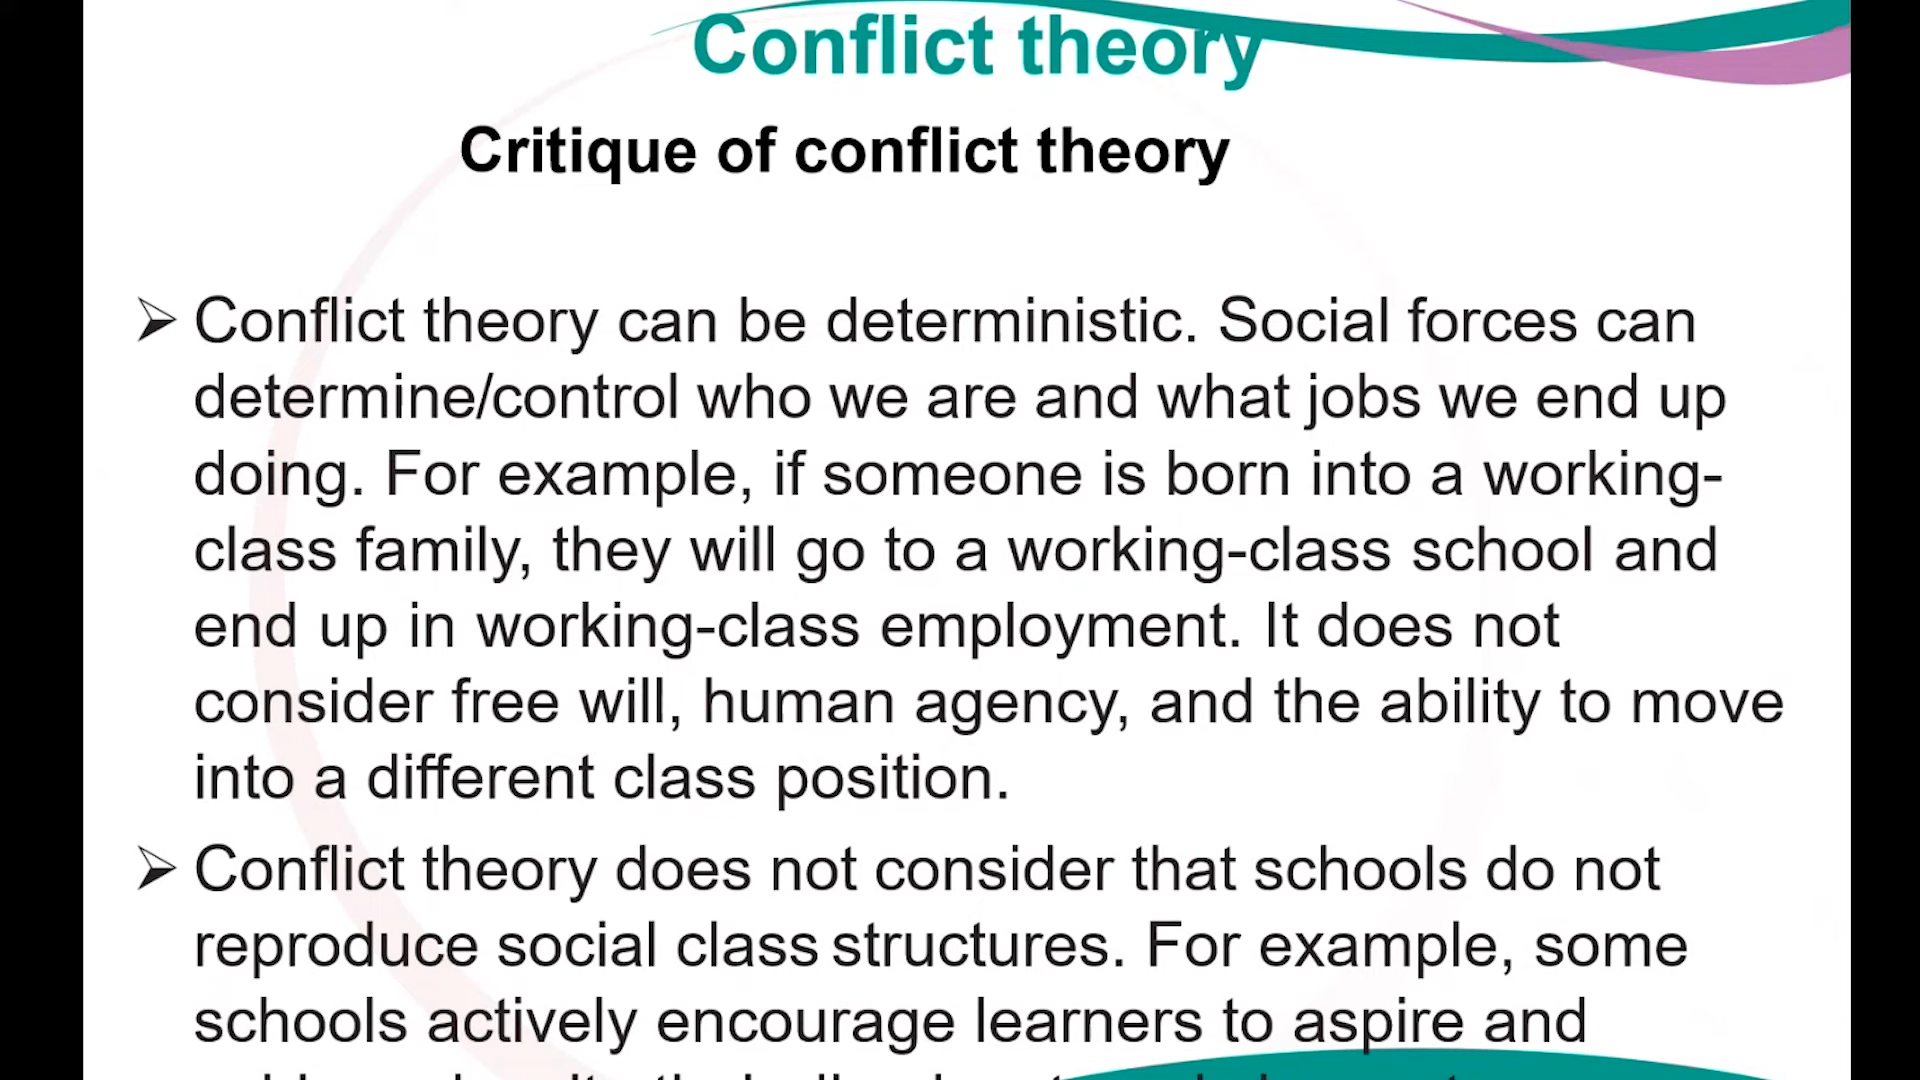 Conflict theory
Critique of conflict theory
➢ Conflict theory can be deterministic. Social forces can
determine/control who we are and what jobs we end up
doing. For example, if someone is born into a working-
class family, they will go to a working-class school and
end up in working-class employment. It does not
consider free will, human agency, and the ability to move
into a different class position.
➢ Conflict theory does not consider that schools do not
reproduce social class structures. For example, some
schools actively encourage learners to aspire and